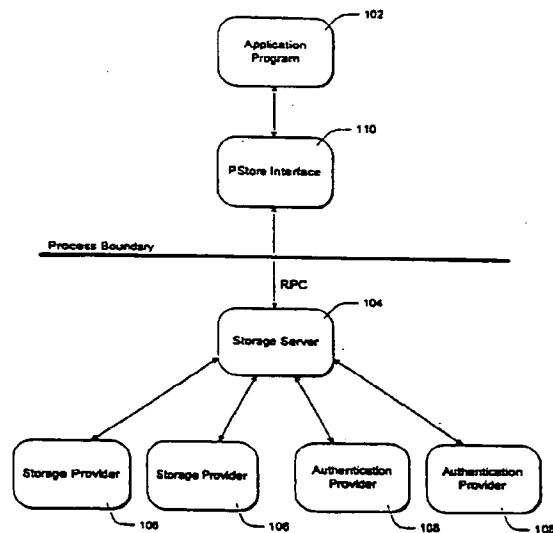 102
Application
Program
110
PStore Interface
Process Boundary
RPC
104
Storage Server
Storage Provider
Storage Provider
Authentication
Provider
Authentication
Provider
106
106
108
108